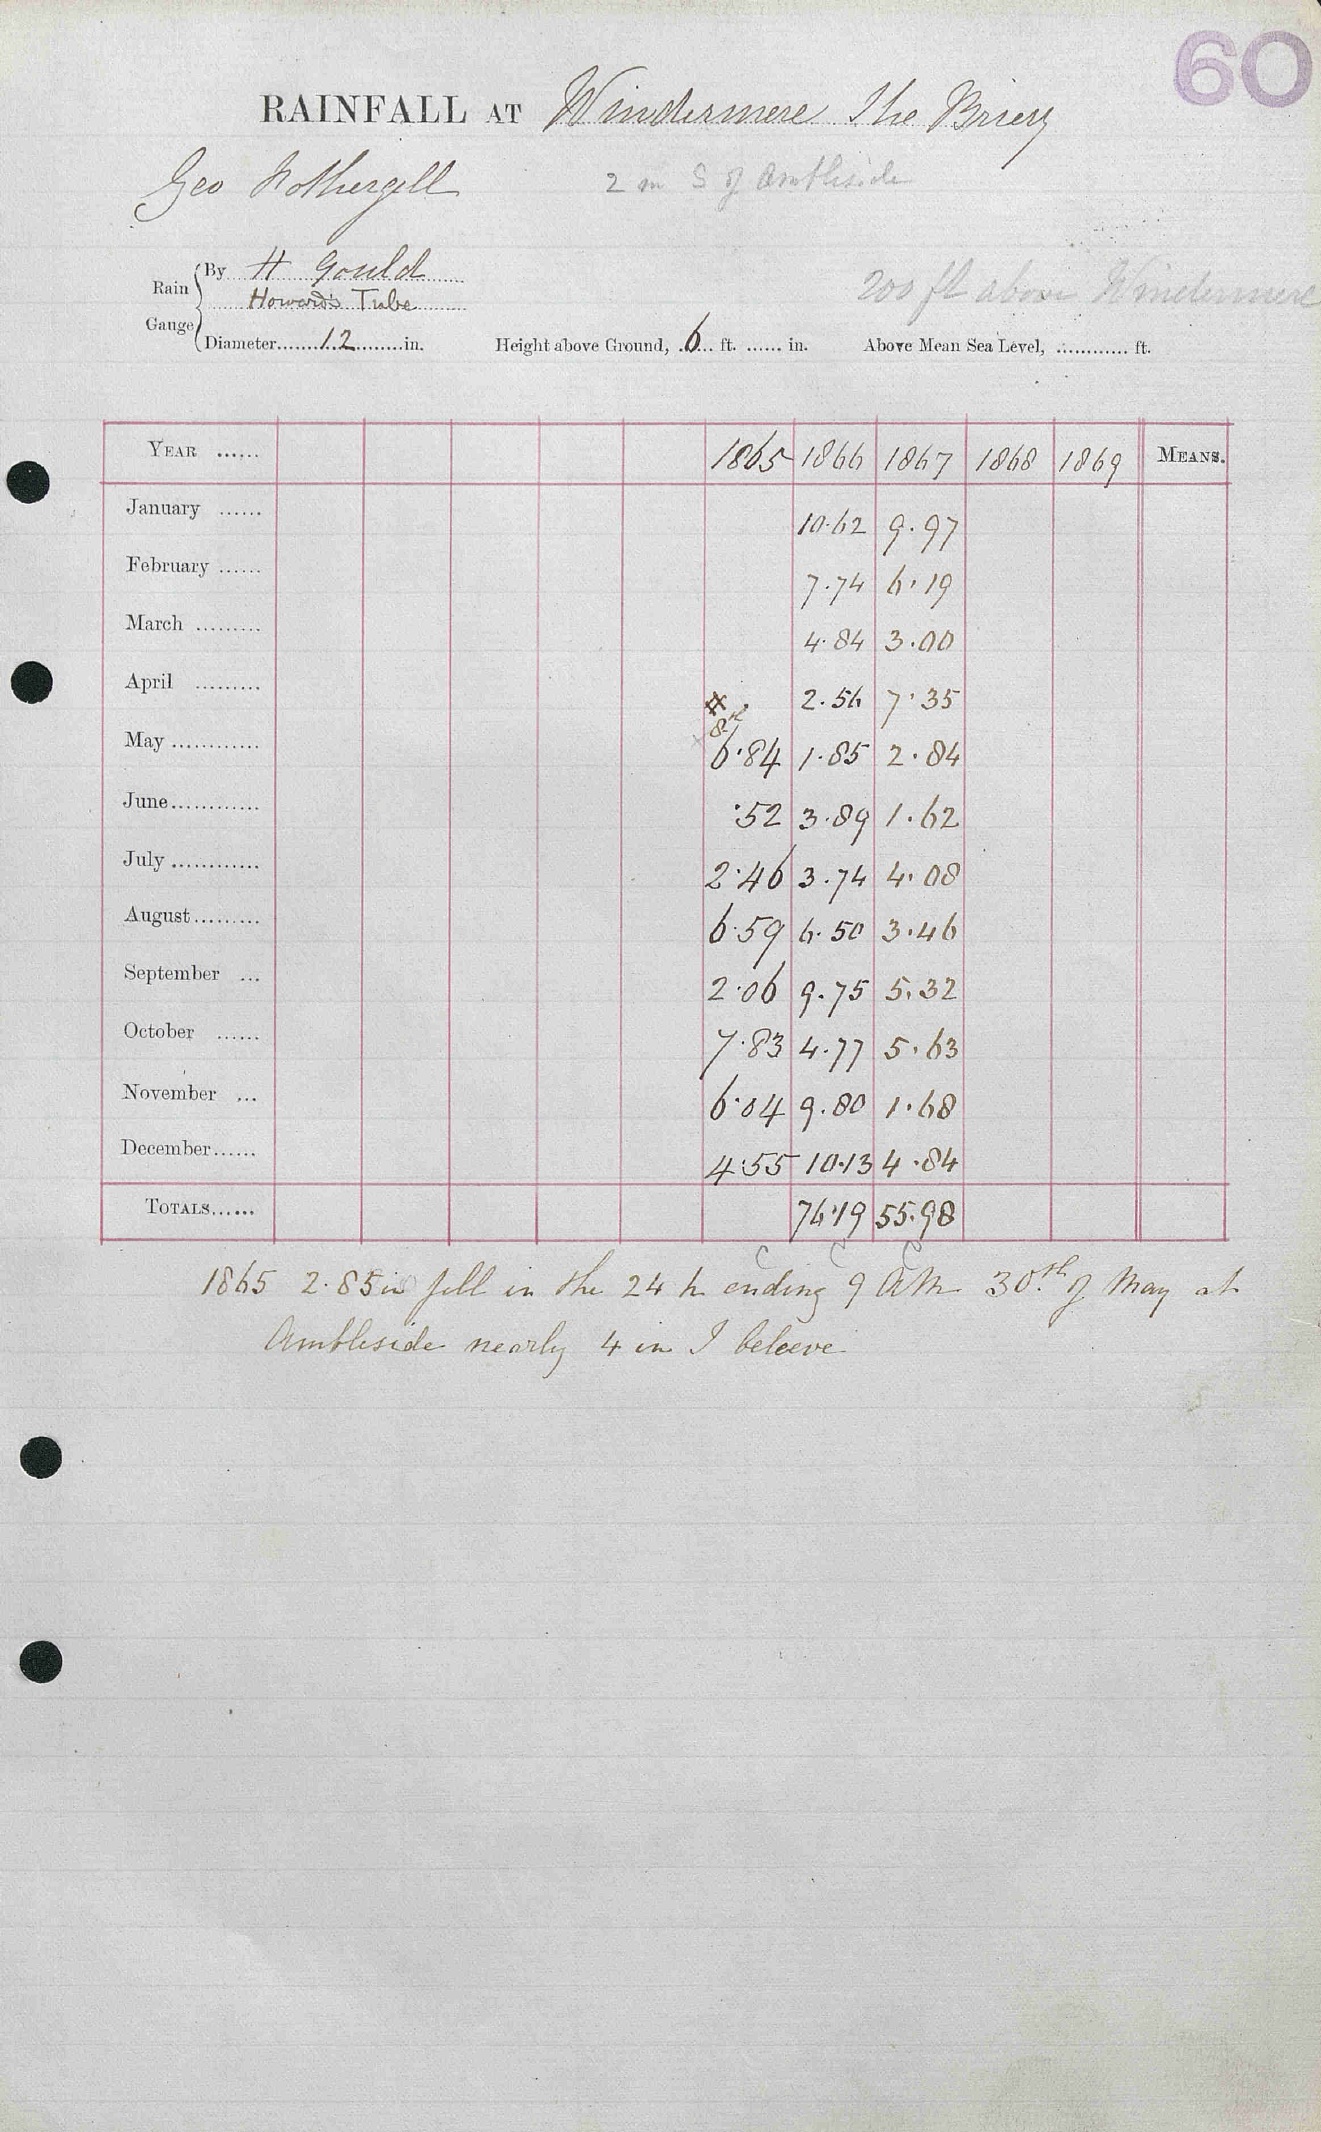 60
RAINFALL AT Windermere The Briery
Geo Fothergill 2 m S of Ambleside
Rain Gauge By H Gould
Howard's Tube
200 ft above Windermere
Diameter 12 in. Height above Ground, 6 ft. in. Above Mean Sea Level, ft.
YEAR 1865 1866 1867 1868 1869 MEANS.
January 10.62 9.97
February 7.74 6.19
March 4.84 3.00
April 2.56 7.35
May 8th 6.84 1.85 2.84
June .52 3.89 1.62
July 2.46 3.74 4.08
August 6.59 6.50 3.46
September 2.06 9.75 5.32
October 7.83 4.77 5.63
November 6.04 9.80 1.68
December 4.55 10.13 4.84
TOTALS 76.19 55.98
1865 2.85 in fell in the 24 h ending 9 AM 30th of May at
Ambleside nearly 4 in I beleeve